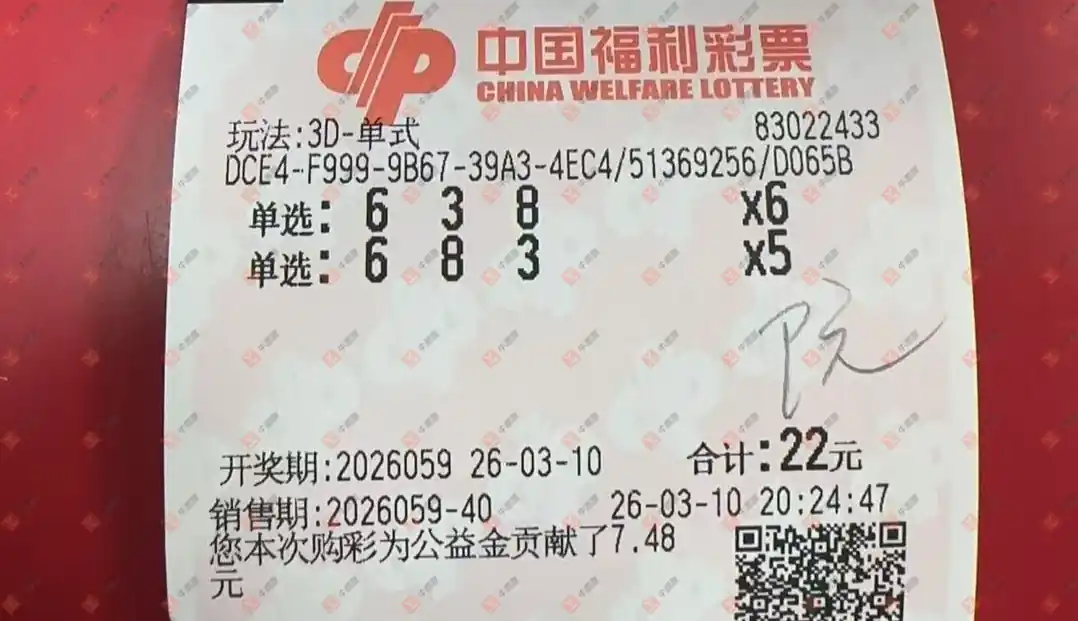 中国福利彩票
CHINA WELFARE LOTTERY
玩法:3D-单式 83022433
DCE4-F999-9B67-39A3-4EC4/51369256/D065B
单选: 6 3 8 x6
单选: 6 8 3 x5
阮
合计:22元
开奖期:2026059 26-03-10
销售期:2026059-40 26-03-10 20:24:47
您本次购彩为公益金贡献了7.48
元